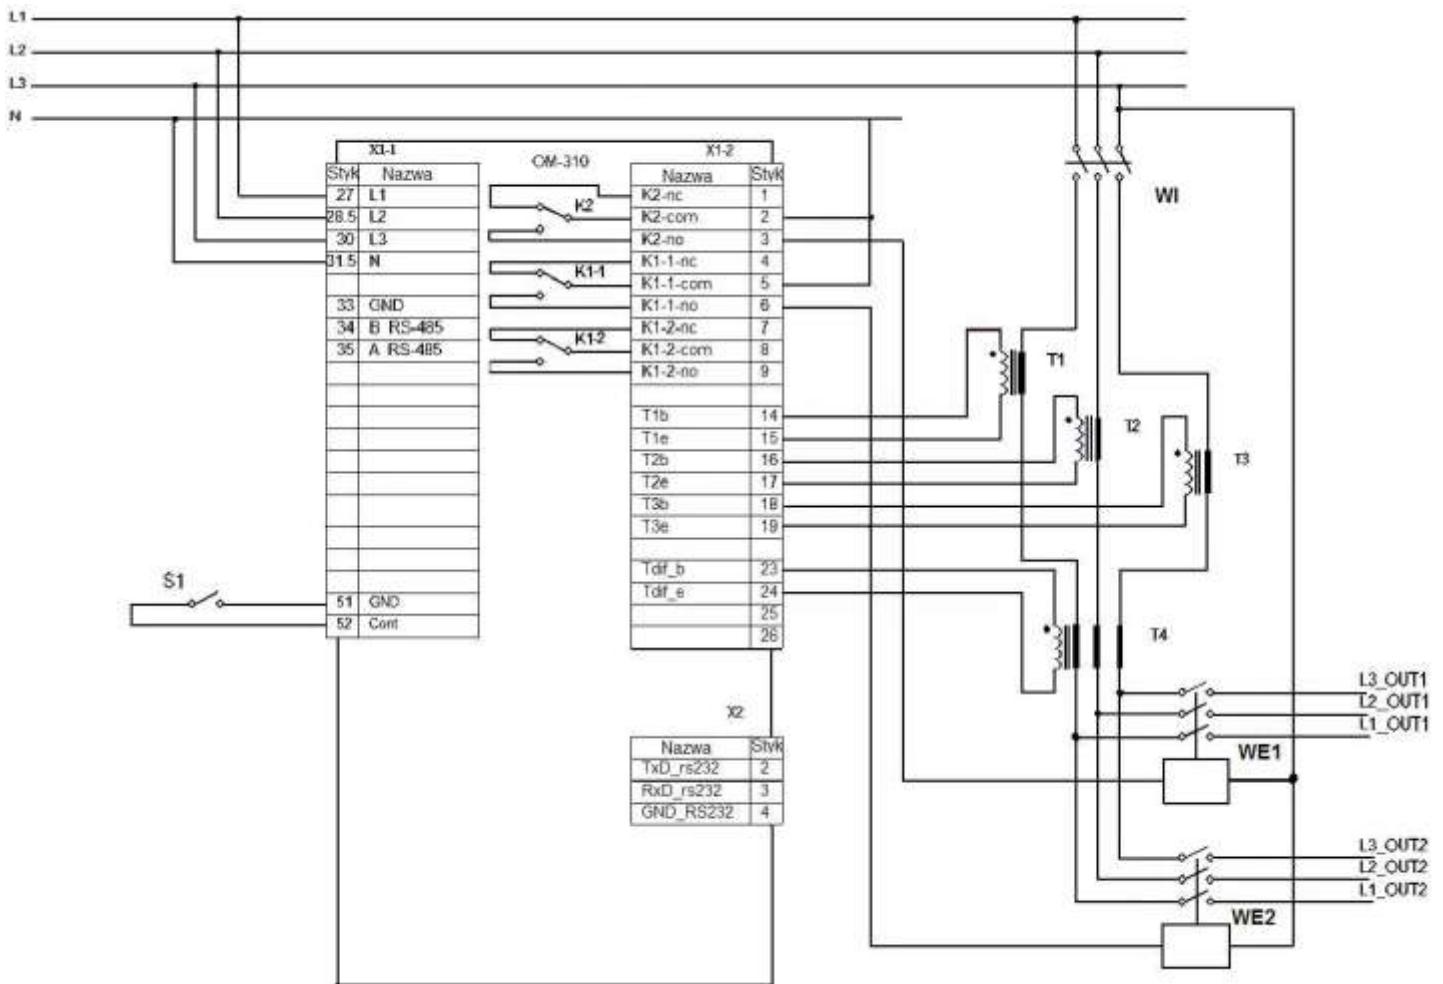 L1
L2
L3
N
X1-1
OM-310
X1-2
Styk Nazwa
27 L1
28.5 L2
30 L3
31.5 N
33 GND
34 B RS-485
35 A RS-485
51 GND
52 Cont
S1
K2
K1-1
K1-2
Nazwa Styk
K2-nc 1
K2-com 2
K2-no 3
K1-1-nc 4
K1-1-com 5
K1-1-no 6
K1-2-nc 7
K1-2-com 8
K1-2-no 9
T1b 14
T1e 15
T2b 16
T2e 17
T3b 18
T3e 19
Tdif_b 23
Tdif_e 24
25
26
X2
Nazwa Styk
TxD_rs232 2
RxD_rs232 3
GND_RS232 4
WI
T1
T2
T3
T4
L3_OUT1
L2_OUT1
L1_OUT1
WE1
L3_OUT2
L2_OUT2
L1_OUT2
WE2